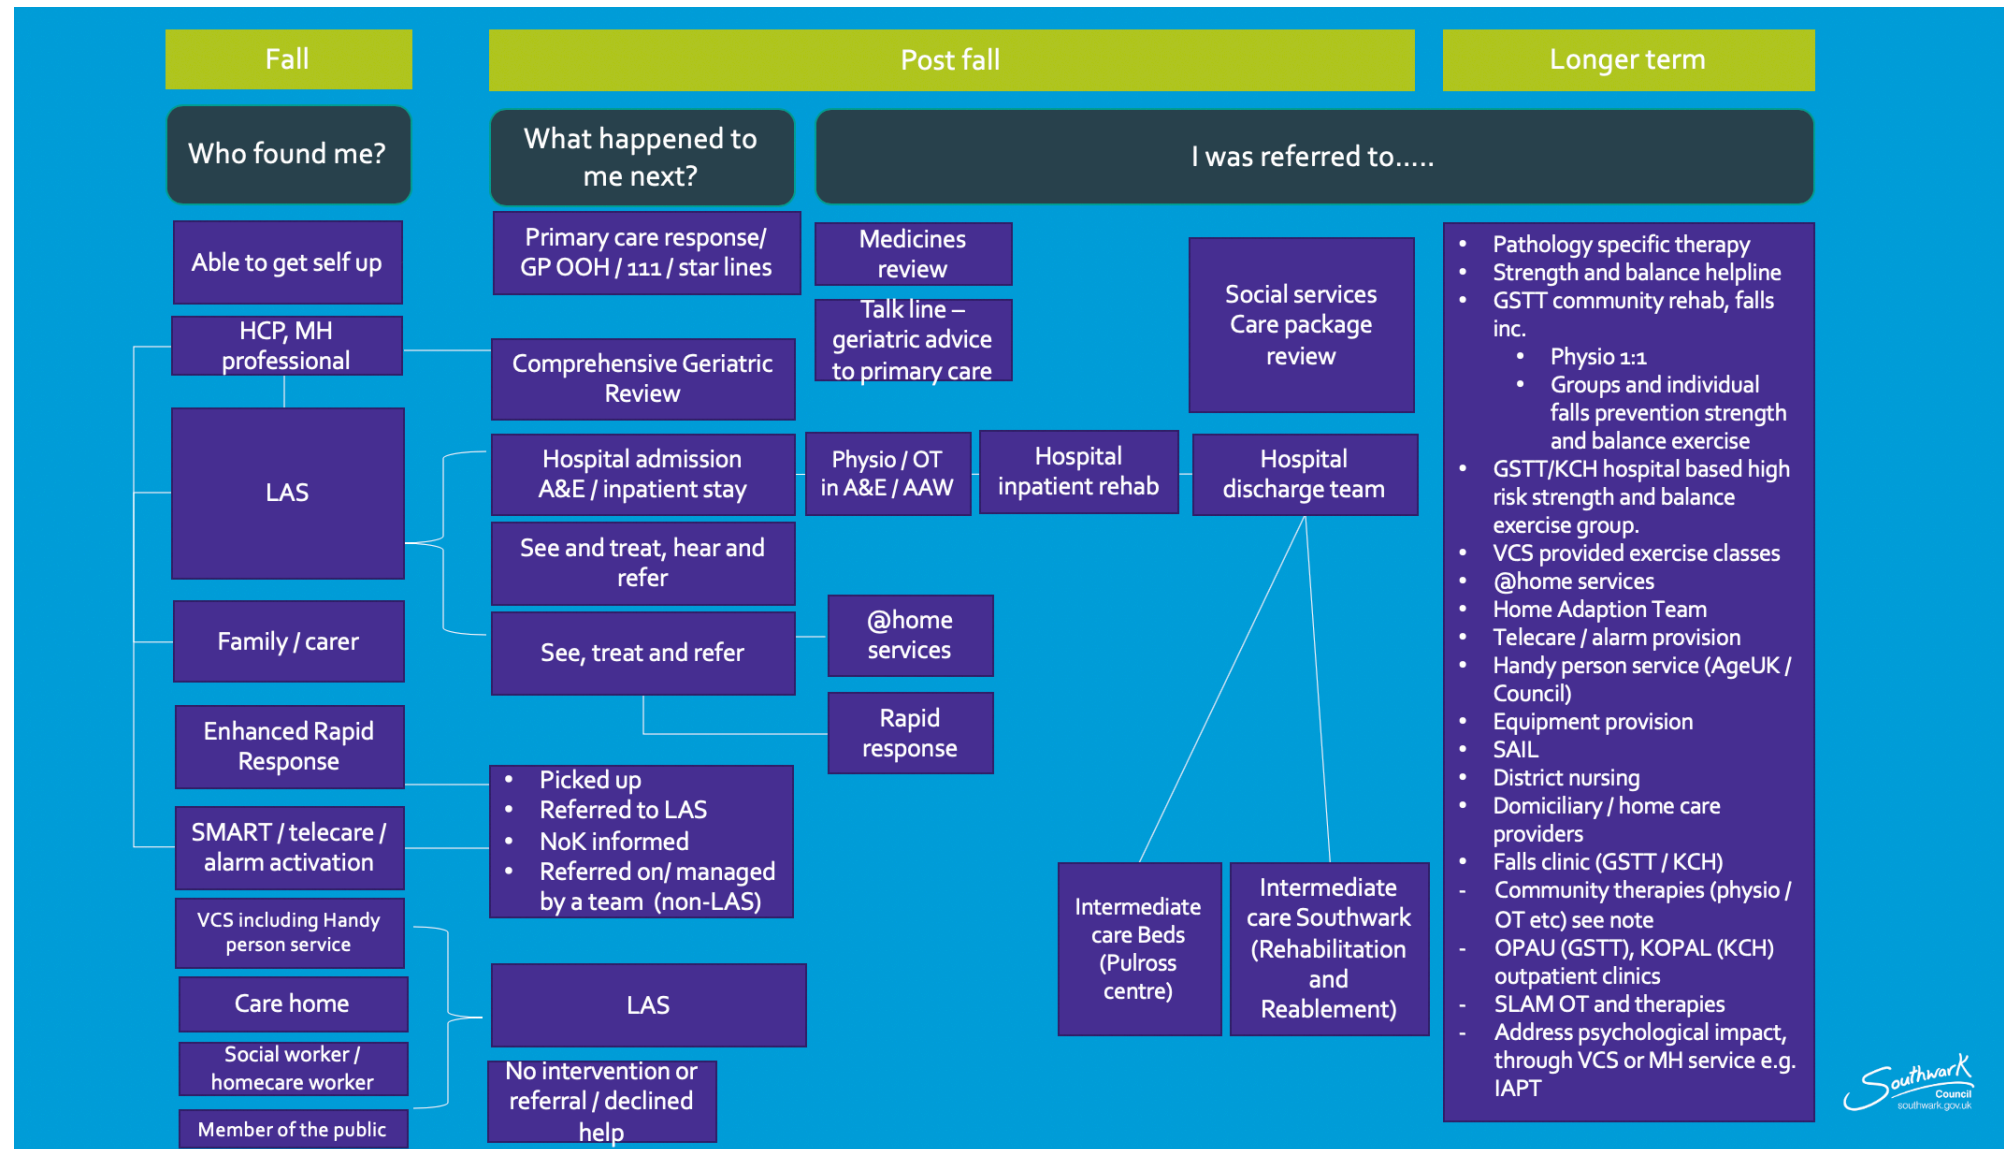 Fall
Post fall
Longer term
Who found me?
What happened to
me next?
I was referred to.....
Able to get self up
HCP, MH
professional
LAS
Family / carer
Enhanced Rapid
Response
SMART / telecare /
alarm activation
VCS including Handy
person service
Care home
Social worker /
homecare worker
Member of the public
Primary care response/
GP OOH / 111 / star lines
Comprehensive Geriatric
Review
Hospital admission
A&E / inpatient stay
See and treat, hear and
refer
See, treat and refer
• Picked up
• Referred to LAS
• NoK informed
• Referred on/ managed
by a team (non-LAS)
LAS
No intervention or
referral / declined
help
Medicines
review
Talk line –
geriatric advice
to primary care
Physio / OT
in A&E / AAW
Hospital
inpatient rehab
@home
services
Rapid
response
Social services
Care package
review
Hospital
discharge team
Intermediate
care Beds
(Pulross
centre)
Intermediate
care Southwark
(Rehabilitation
and
Reablement)
• Pathology specific therapy
• Strength and balance helpline
• GSTT community rehab, falls
inc.
• Physio 1:1
• Groups and individual
falls prevention strength
and balance exercise
• GSTT/KCH hospital based high
risk strength and balance
exercise group.
• VCS provided exercise classes
• @home services
• Home Adaption Team
• Telecare / alarm provision
• Handy person service (AgeUK /
Council)
• Equipment provision
• SAIL
• District nursing
• Domiciliary / home care
providers
• Falls clinic (GSTT / KCH)
- Community therapies (physio /
OT etc) see note
- OPAU (GSTT), KOPAL (KCH)
outpatient clinics
- SLAM OT and therapies
- Address psychological impact,
through VCS or MH service e.g.
IAPT
Southwark
Council
southwark.gov.uk